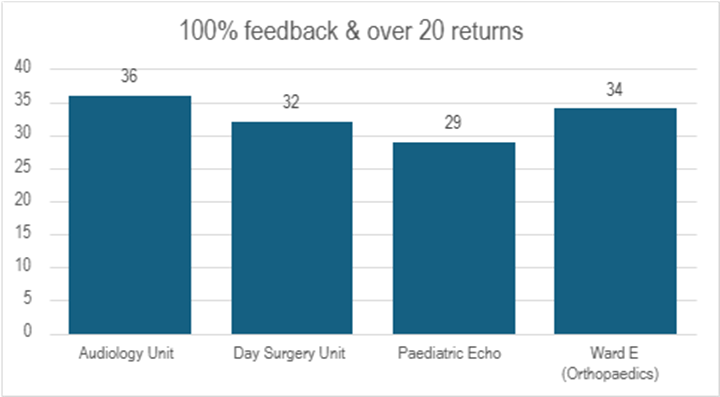 100% feedback & over 20 returns
40
35
30
25
20
15
10
5
0
36
32
29
34
Audiology Unit
Day Surgery Unit
Paediatric Echo
Ward E
(Orthopaedics)